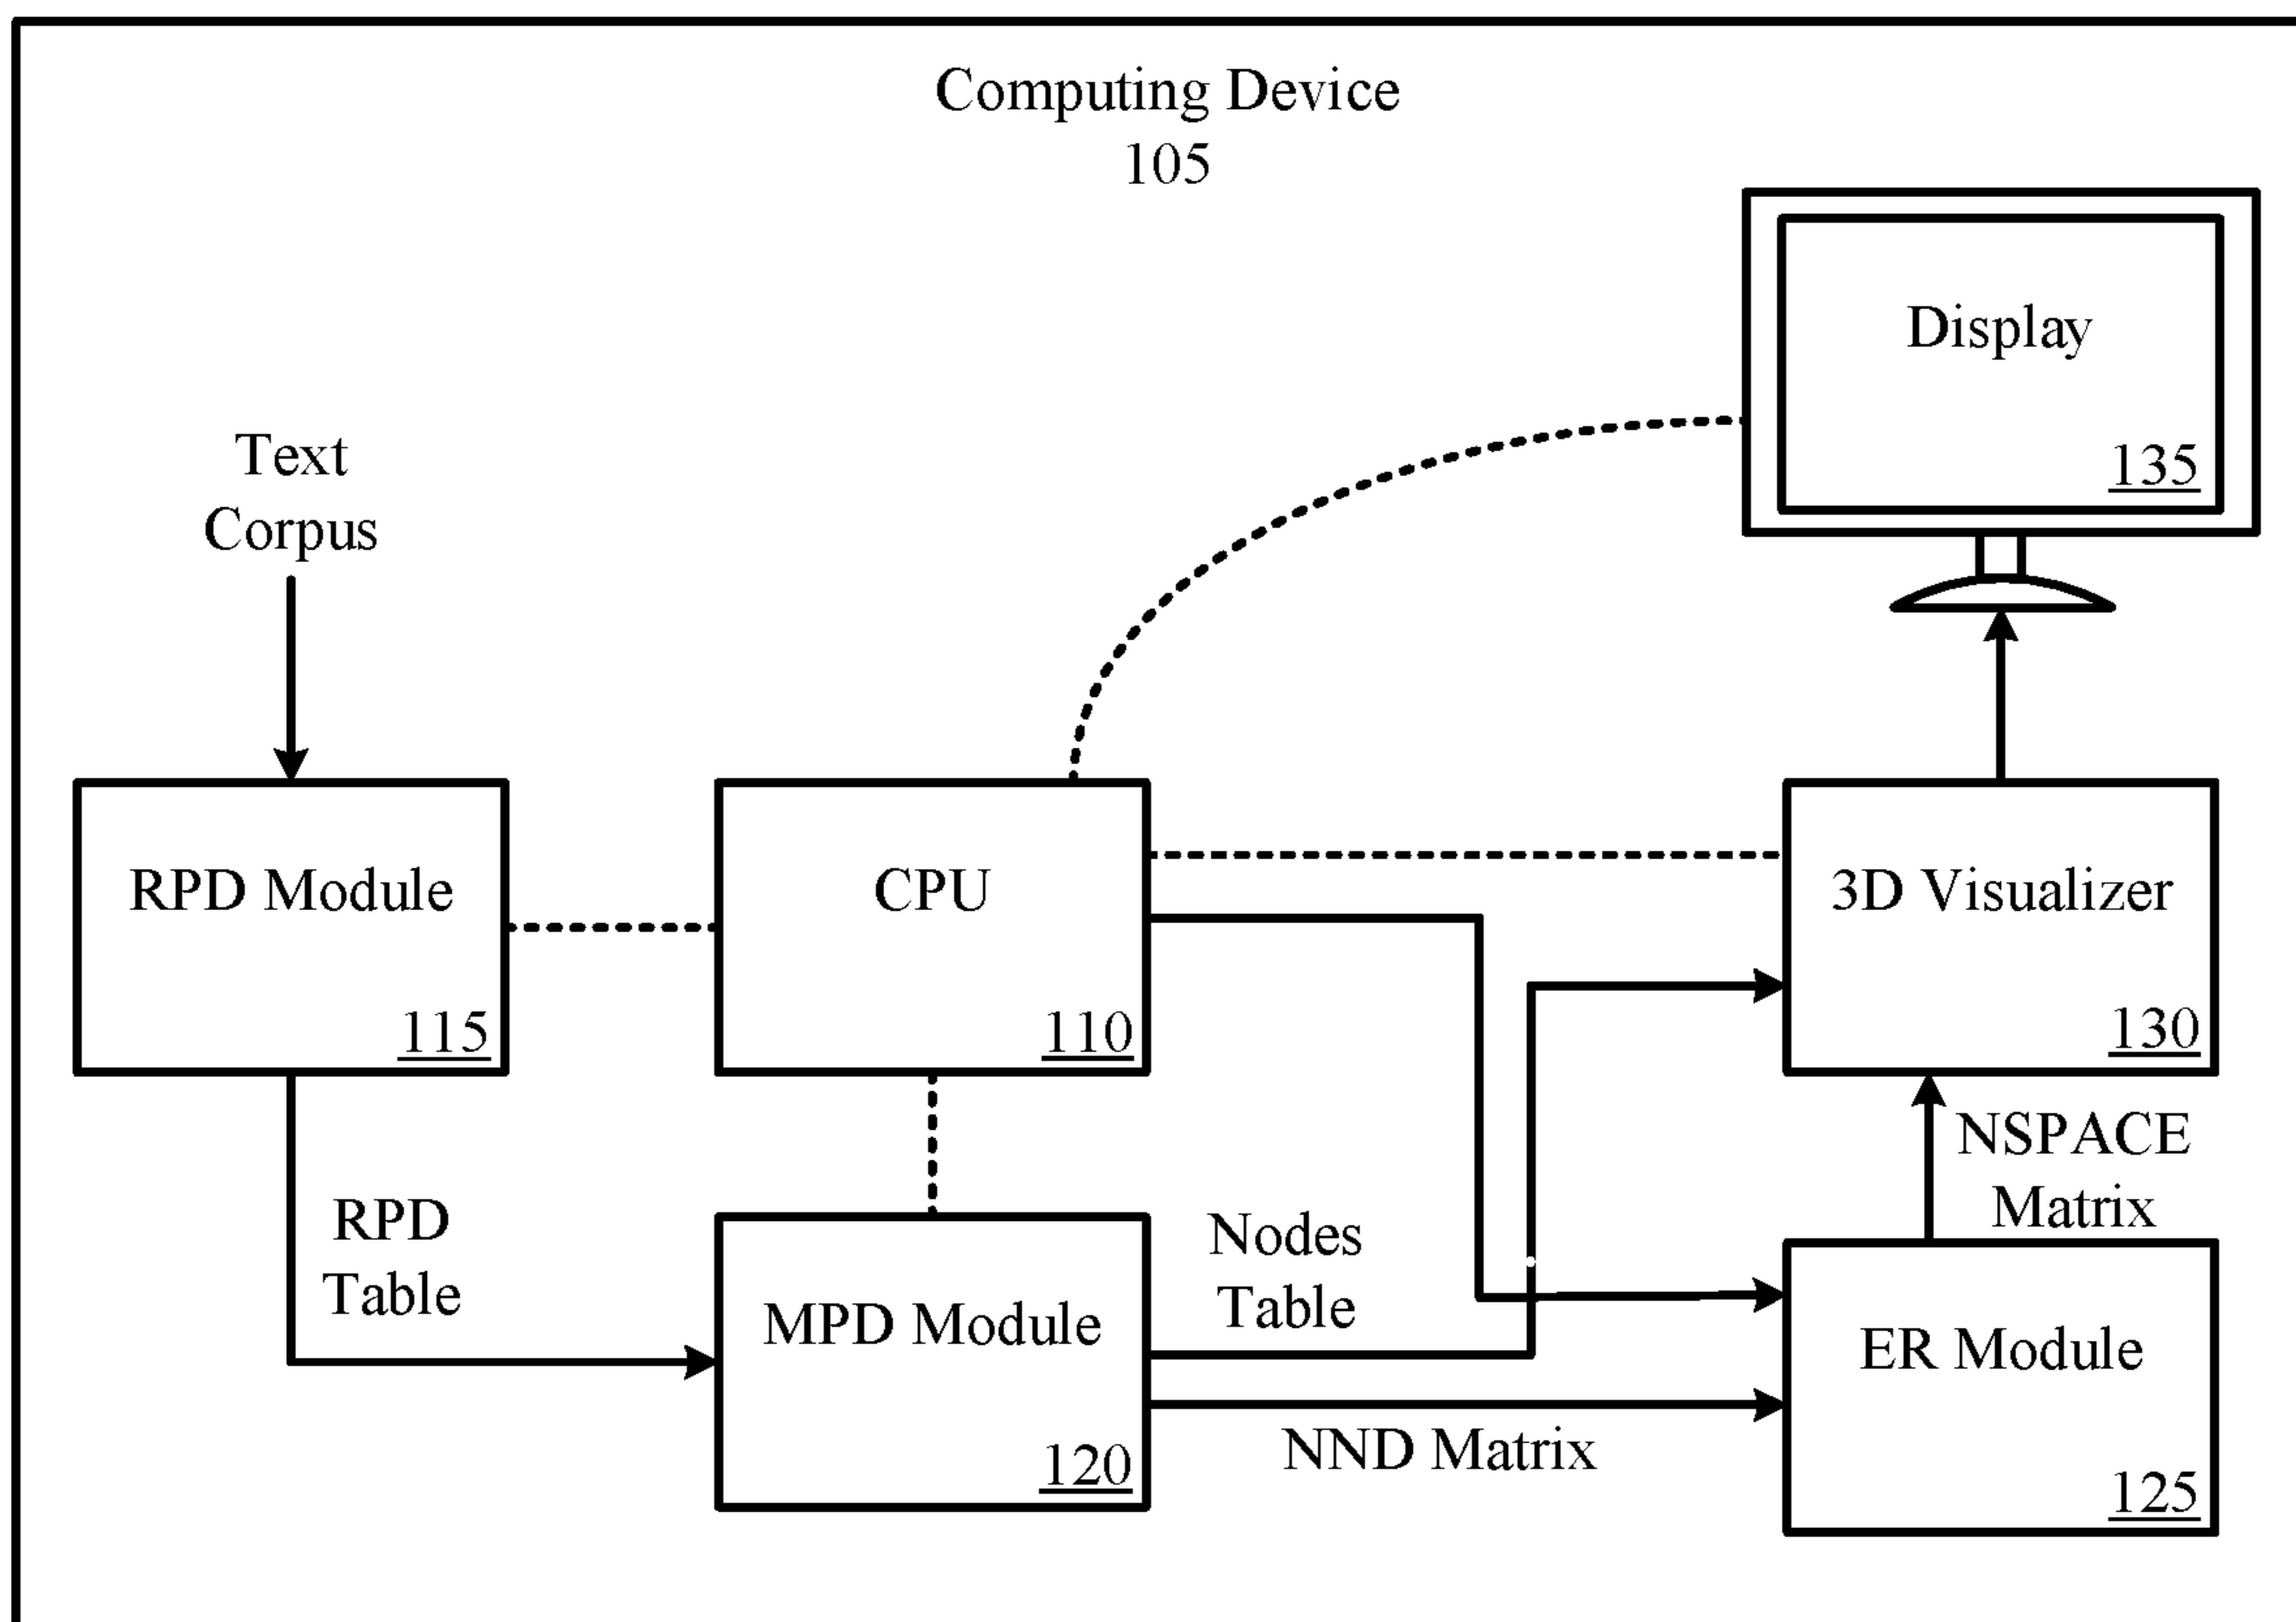 Computing Device
105
Display
135
Text
Corpus
RPD Module
115
CPU
110
3D Visualizer
130
NSPACE
Matrix
RPD
Table
MPD Module
120
Nodes
Table
NND Matrix
ER Module
125